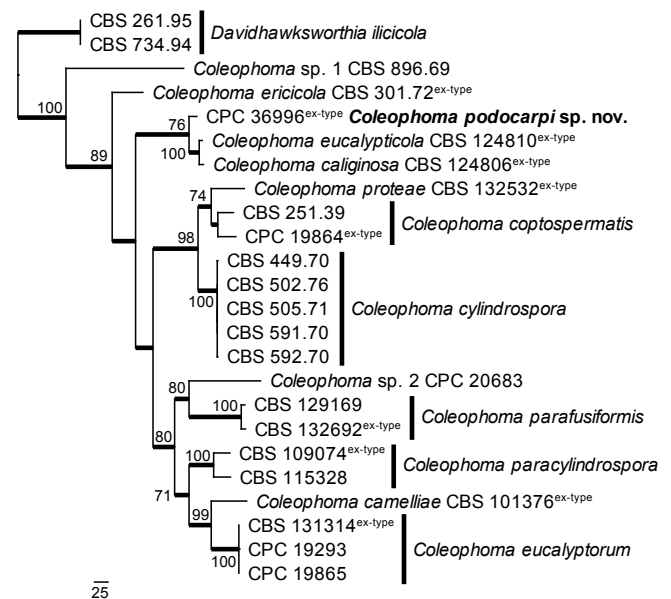 CBS 261.95
CBS 734.94
Davidhawksworthia ilicicola
Coleophoma sp. 1 CBS 896.69
100
Coleophoma ericicola CBS 301.72ex-type
89
76
CPC 36996ex-type Coleophoma podocarpi sp. nov.
Coleophoma eucalypticola CBS 124810ex-type
100
Coleophoma caliginosa CBS 124806ex-type
74
Coleophoma proteae CBS 132532ex-type
CBS 251.39
CPC 19864ex-type
Coleophoma coptospermatis
98
CBS 449.70
CBS 502.76
100
CBS 505.71
CBS 591.70
CBS 592.70
Coleophoma cylindrospora
80
Coleophoma sp. 2 CPC 20683
100
CBS 129169
CBS 132692ex-type
Coleophoma parafusiformis
80
100
CBS 109074ex-type
CBS 115328
Coleophoma paracylindrospora
71
99
Coleophoma camelliae CBS 101376ex-type
CBS 131314ex-type
CPC 19293
100
CPC 19865
Coleophoma eucalyptorum
25